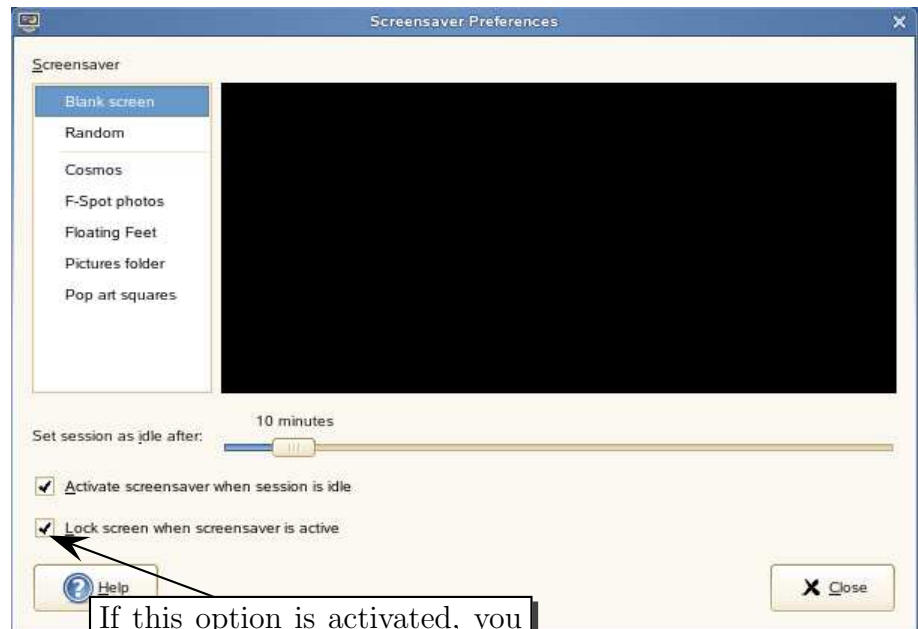 Screensaver Preferences
Screensaver
Blank screen
Random
Cosmos
F-Spot photos
Floating Feet
Pictures folder
Pop art squares
10 minutes
Set session as idle after:
Activate screensaver when session is idle
Lock screen when screensaver is active
Help
Close
If this option is activated, you